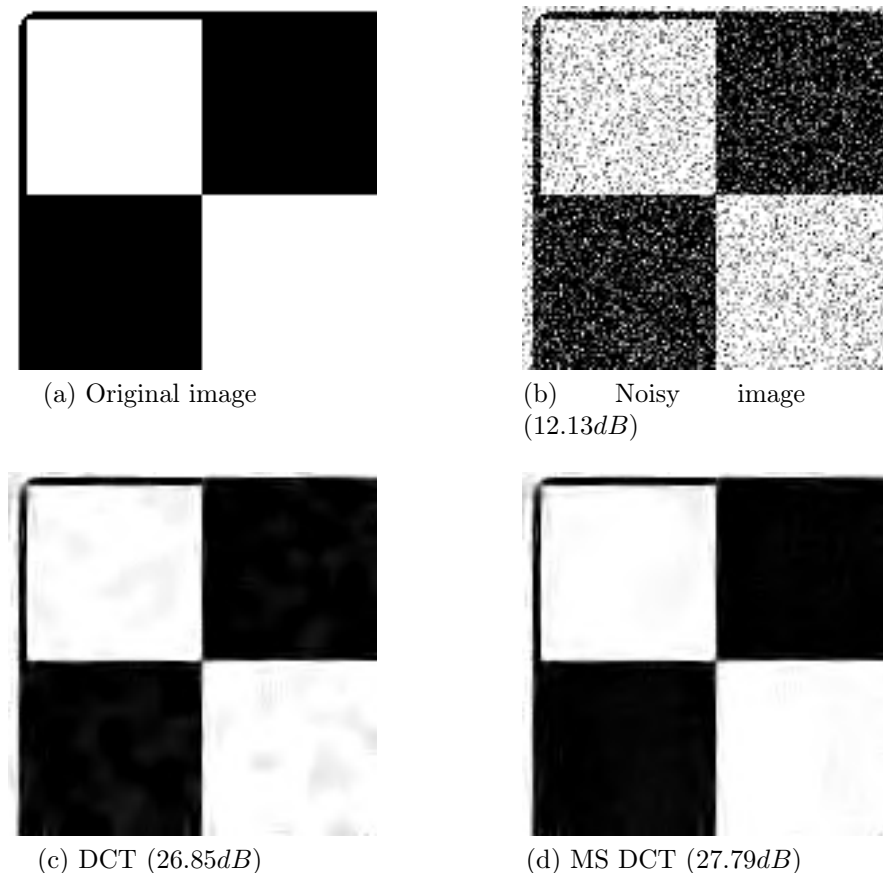 (a) Original image
(b) Noisy image
(12.13dB)
(c) DCT (26.85dB)
(d) MS DCT (27.79dB)